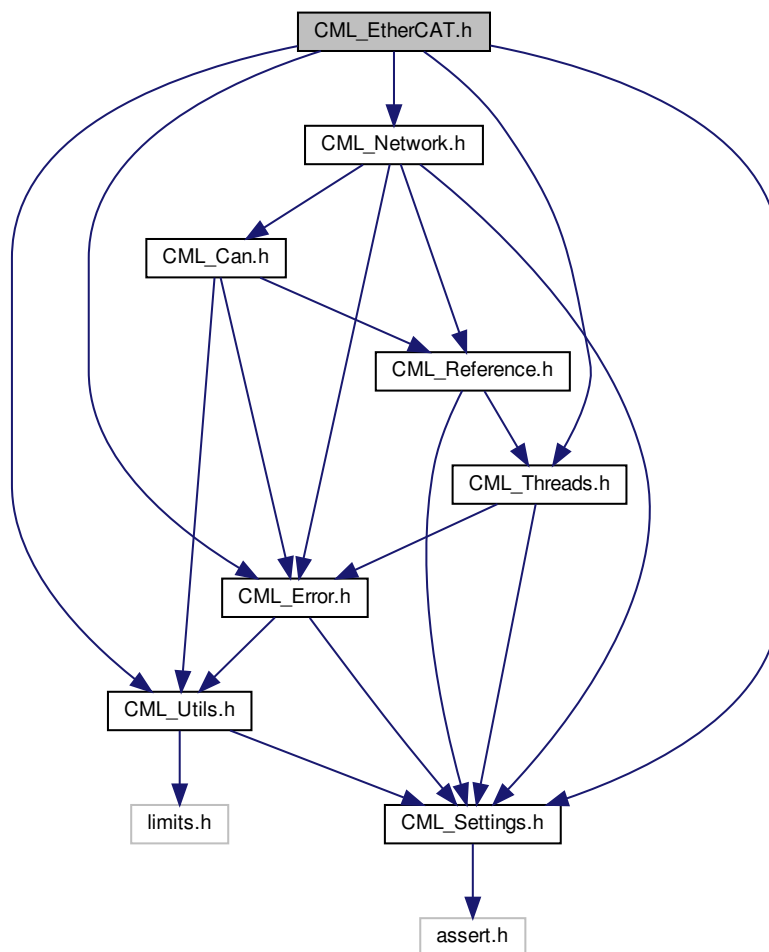 CML_EtherCAT.h
CML_Network.h
CML_Can.h
CML_Reference.h
CML_Threads.h
CML_Error.h
CML_Utils.h
limits.h
CML_Settings.h
assert.h